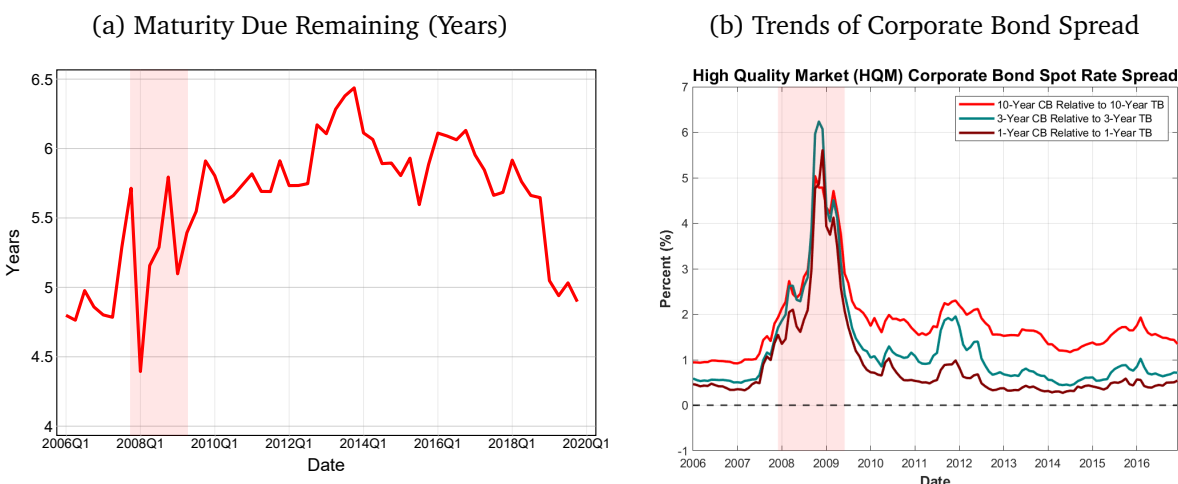 (a) Maturity Due Remaining (Years)
6.5
6
5.5
5
4.5
4
Years
2006Q1 2008Q1 2010Q1 2012Q1 2014Q1 2016Q1 2018Q1 2020Q1
Date
(b) Trends of Corporate Bond Spread
High Quality Market (HQM) Corporate Bond Spot Rate Spread
10-Year CB Relative to 10-Year TB
3-Year CB Relative to 3-Year TB
1-Year CB Relative to 1-Year TB
7
6
5
4
3
2
1
0
-1
Percent (%)
2006 2007 2008 2009 2010 2011 2012 2013 2014 2015 2016
Date